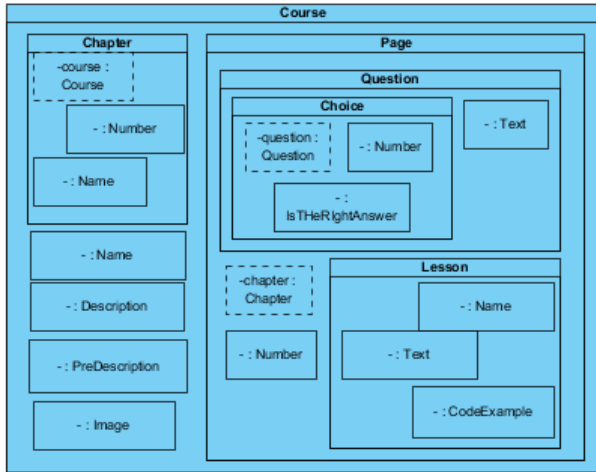 Course
Chapter
-course :
Course
- : Number
- : Name
- : Name
- : Description
- : PreDescription
- : Image
Page
Question
Choice
-question :
Question
- : Number
- :
IsTHeRIghtAnswer
- : Text
-chapter :
Chapter
- : Number
Lesson
- : Name
- : Text
- : CodeExample